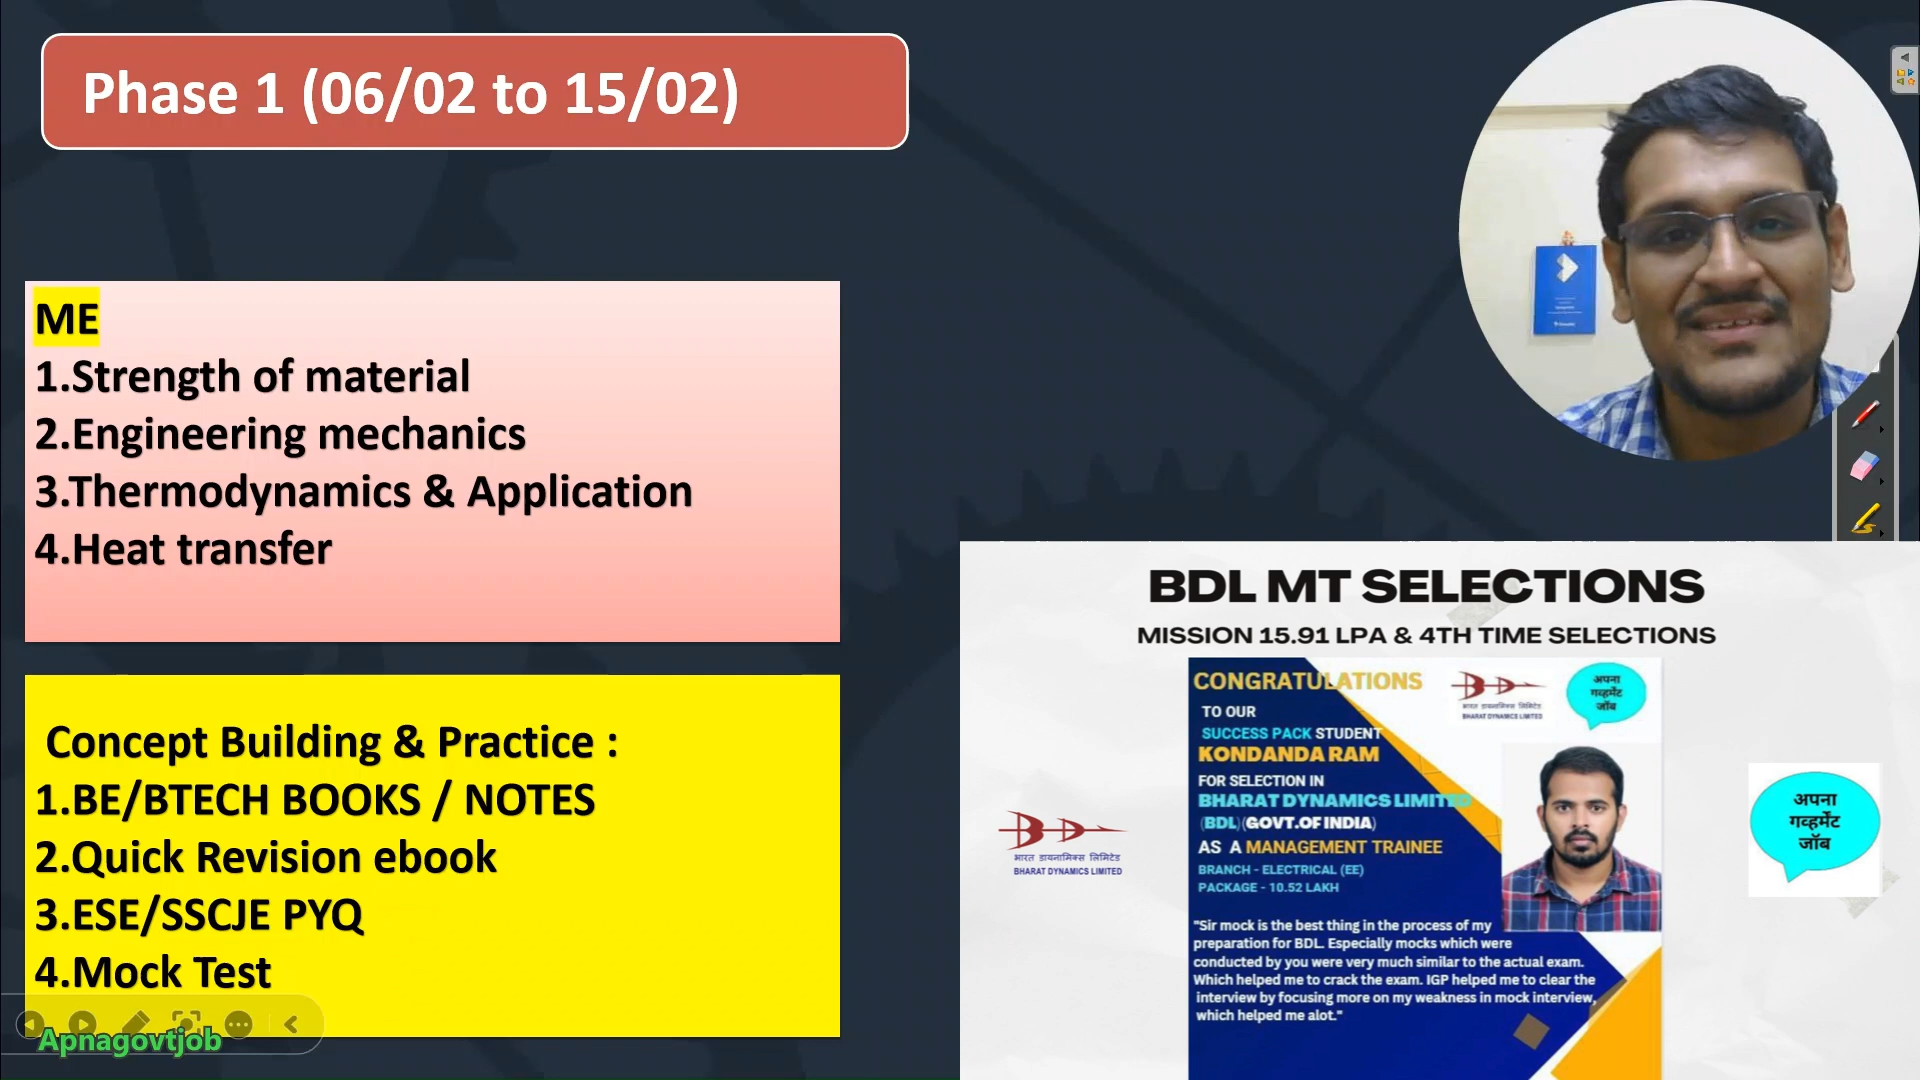 Phase 1 (06/02 to 15/02)
ME
1.Strength of material
2.Engineering mechanics
3.Thermodynamics & Application
4.Heat transfer
Concept Building & Practice :
1.BE/BTECH BOOKS / NOTES
2.Quick Revision ebook
3.ESE/SSCJE PYQ
4.Mock Test
Apnagovtjob
BDL MT SELECTIONS
MISSION 15.91 LPA & 4TH TIME SELECTIONS
भारत डायनामिक्स लिमिटेड
BHARAT DYNAMICS LIMITED
CONGRATULATIONS
TO OUR
SUCCESS PACK STUDENT
KONDANDA RAM
FOR SELECTION IN
BHARAT DYNAMICS LIMITED
(BDL)(GOVT.OF INDIA)
AS A MANAGEMENT TRAINEE
BRANCH - ELECTRICAL (EE)
PACKAGE - 10.52 LAKH
"Sir mock is the best thing in the process of my
preparation for BDL. Especially mocks which were
conducted by you were very much similar to the actual exam.
Which helped me to crack the exam. IGP helped me to clear the
interview by focusing more on my weakness in mock interview,
which helped me alot."
भारत डायनामिक्स लिमिटेड
BHARAT DYNAMICS LIMITED
अपना
गव्हर्मेंट
जॉब
अपना
गव्हर्मेंट
जॉब